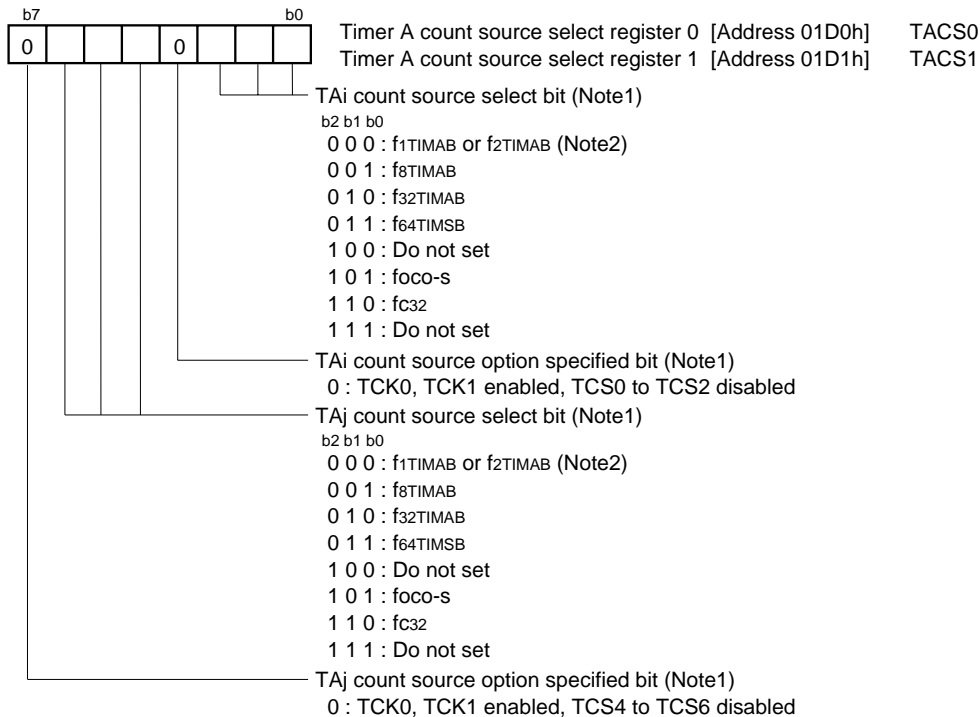 b7 b0
0 0
Timer A count source select register 0 [Address 01D0h] TACS0
Timer A count source select register 1 [Address 01D1h] TACS1
TAi count source select bit (Note1)
b2 b1 b0
0 0 0 : f1TIMAB or f2TIMAB (Note2)
0 0 1 : f8TIMAB
0 1 0 : f32TIMAB
0 1 1 : f64TIMSB
1 0 0 : Do not set
1 0 1 : foco-s
1 1 0 : fc32
1 1 1 : Do not set
TAi count source option specified bit (Note1)
0 : TCK0, TCK1 enabled, TCS0 to TCS2 disabled
TAj count source select bit (Note1)
b2 b1 b0
0 0 0 : f1TIMAB or f2TIMAB (Note2)
0 0 1 : f8TIMAB
0 1 0 : f32TIMAB
0 1 1 : f64TIMSB
1 0 0 : Do not set
1 0 1 : foco-s
1 1 0 : fc32
1 1 1 : Do not set
TAj count source option specified bit (Note1)
0 : TCK0, TCK1 enabled, TCS4 to TCS6 disabled